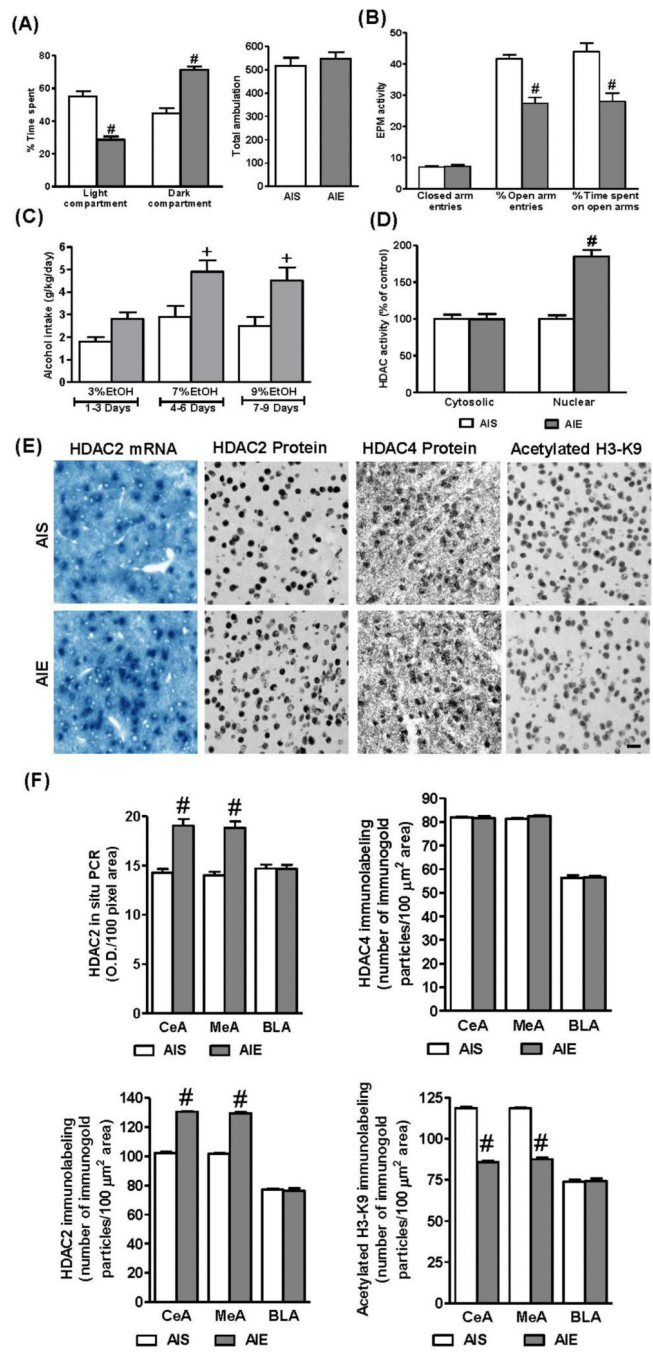 (A)
% Time spent
80
60
40
20
0
#
#
Light compartment
Dark compartment
Total ambulation
600
500
400
300
200
100
0
AIS
AIE
(B)
EPM activity
50
40
30
20
10
0
#
#
Closed arm entries
% Open arm entries
% Time spent on open arms
(C)
Alcohol intake (g/kg/day)
6
5
4
3
2
1
0
+
+
3%EtOH
7%EtOH
9%EtOH
1-3 Days
4-6 Days
7-9 Days
(D)
HDAC activity (% of control)
200
150
100
50
0
#
Cytosolic
Nuclear
AIS
AIE
(E)
HDAC2 mRNA
HDAC2 Protein
HDAC4 Protein
Acetylated H3-K9
AIS
AIE
(F)
HDAC2 in situ PCR
(O.D./100 pixel area)
20
15
10
5
0
#
#
CeA
MeA
BLA
AIS
AIE
HDAC4 immunolabeling
(number of immunogold
particles/100 µm² area)
90
80
70
60
50
40
30
20
10
0
CeA
MeA
BLA
AIS
AIE
HDAC2 immunolabeling
(number of immunogold
particles/100 µm² area)
140
120
100
80
60
40
20
0
#
#
CeA
MeA
BLA
AIS
AIE
Acetylated H3-K9 immunolabeling
(number of immunogold
particles/100 µm² area)
125
100
75
50
25
0
#
#
CeA
MeA
BLA
AIS
AIE